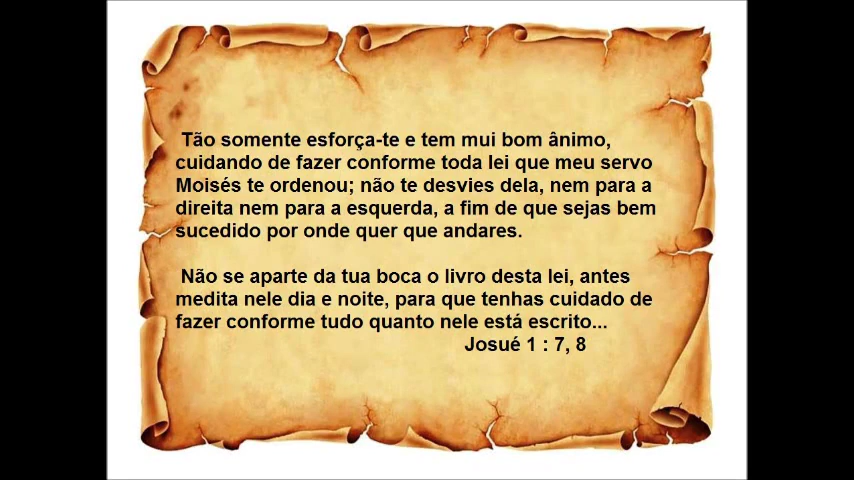 Tão somente esforça-te e tem mui bom ânimo,
cuidando de fazer conforme toda lei que meu servo
Moisés te ordenou; não te desvies dela, nem para a
direita nem para a esquerda, a fim de que sejas bem
sucedido por onde quer que andares.
Não se aparte da tua boca o livro desta lei, antes
medita nele dia e noite, para que tenhas cuidado de
fazer conforme tudo quanto nele está escrito...
Josué 1 : 7, 8